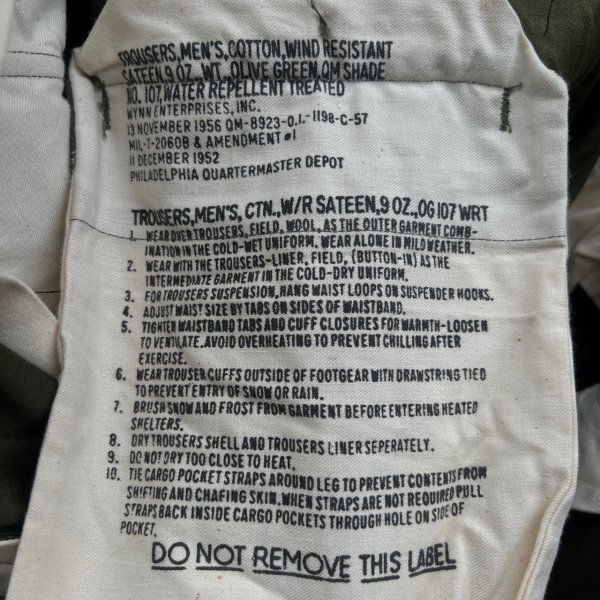 TROUSERS, MEN'S, COTTON, WIND RESISTANT
SATEEN, 9 OZ., WT., OLIVE GREEN, QM SHADE
NO. 107, WATER REPELLENT TREATED
WYNN ENTERPRISES, INC.
13 NOVEMBER 1956 QM-8923-O.I.-1198-C-57
MIL-T-2060B & AMENDMENT #1
11 DECEMBER 1952
PHILADELPHIA QUARTERMASTER DEPOT
TROUSERS, MEN'S, CTN., W/R SATEEN, 9 OZ., OG 107 WRT
1. WEAR OVER TROUSERS, FIELD, WOOL, AS THE OUTER GARMENT COMB-
INATION IN THE COLD-WET UNIFORM. WEAR ALONE IN MILD WEATHER.
2. WEAR WITH THE TROUSERS-LINER, FIELD, (BUTTON-IN) AS THE
INTERMEDIATE GARMENT IN THE COLD-DRY UNIFORM.
3. FOR TROUSERS SUSPENSION, HANG WAIST LOOPS ON SUSPENDER HOOKS.
4. ADJUST WAIST SIZE BY TABS ON SIDES OF WAISTBAND.
5. TIGHTEN WAISTBAND TABS AND CUFF CLOSURES FOR WARMTH-LOOSEN
TO VENTILATE. AVOID OVERHEATING TO PREVENT CHILLING AFTER
EXERCISE.
6. WEAR TROUSER CUFFS OUTSIDE OF FOOTGEAR WITH DRAWSTRING TIED
TO PREVENT ENTRY OF SNOW OR RAIN.
7. BRUSH SNOW AND FROST FROM GARMENT BEFORE ENTERING HEATED
SHELTERS.
8. DRY TROUSERS SHELL AND TROUSERS LINER SEPERATELY.
9. DO NOT DRY TOO CLOSE TO HEAT.
10. TIE CARGO POCKET STRAPS AROUND LEG TO PREVENT CONTENTS FROM
SHIFTING AND CHAFING SKIN. WHEN STRAPS ARE NOT REQUIRED PULL
STRAPS BACK INSIDE CARGO POCKETS THROUGH HOLE ON SIDE OF
POCKET.
DO NOT REMOVE THIS LABEL